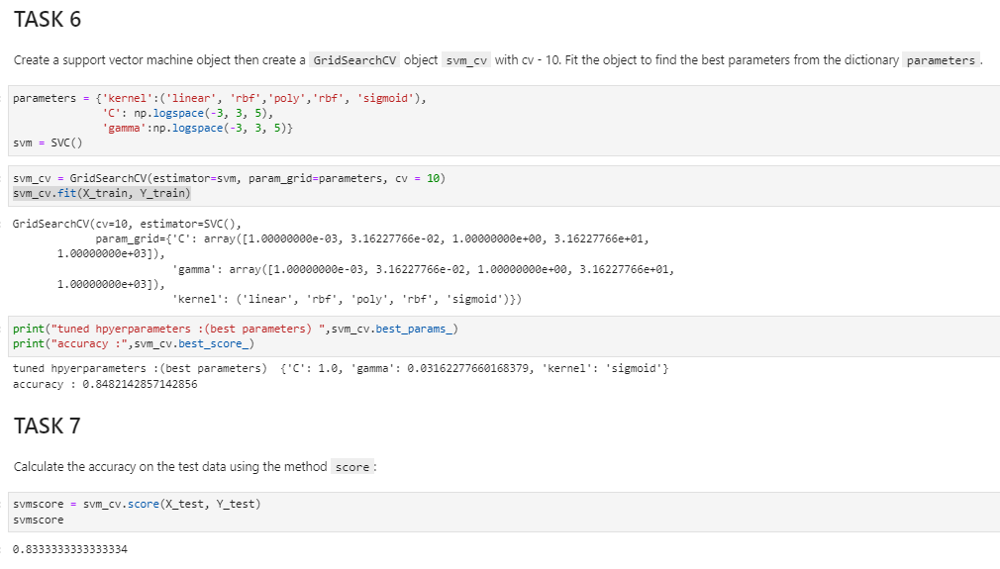 TASK 6
Create a support vector machine object then create a GridSearchCV object svm_cv with cv - 10. Fit the object to find the best parameters from the dictionary parameters .
parameters = {'kernel':('linear', 'rbf','poly','rbf', 'sigmoid'),
'C': np.logspace(-3, 3, 5),
'gamma':np.logspace(-3, 3, 5)}
svm = SVC()
svm_cv = GridSearchCV(estimator=svm, param_grid=parameters, cv = 10)
svm_cv.fit(X_train, Y_train)
GridSearchCV(cv=10, estimator=SVC(),
param_grid={'C': array([1.00000000e-03, 3.16227766e-02, 1.00000000e+00, 3.16227766e+01,
1.00000000e+03]),
'gamma': array([1.00000000e-03, 3.16227766e-02, 1.00000000e+00, 3.16227766e+01,
1.00000000e+03]),
'kernel': ('linear', 'rbf', 'poly', 'rbf', 'sigmoid')})
print("tuned hpyerparameters :(best parameters) ",svm_cv.best_params_)
print("accuracy :",svm_cv.best_score_)
tuned hpyerparameters :(best parameters)  {'C': 1.0, 'gamma': 0.03162277660168379, 'kernel': 'sigmoid'}
accuracy : 0.8482142857142856
TASK 7
Calculate the accuracy on the test data using the method score :
svmscore = svm_cv.score(X_test, Y_test)
svmscore
0.8333333333333334